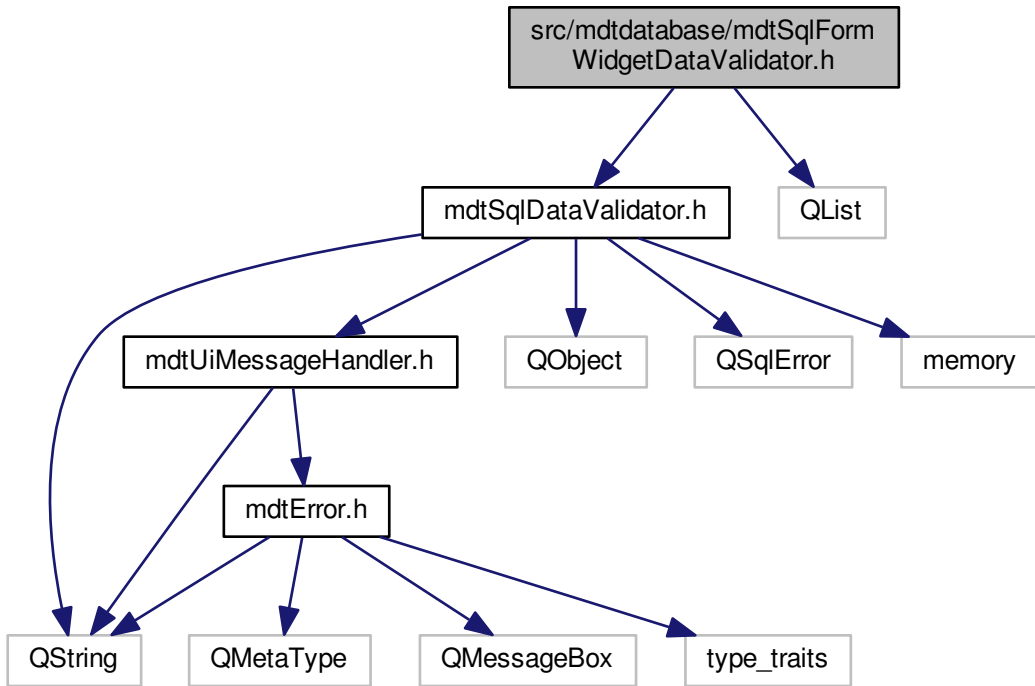 src/mdtdatabase/mdtSqlForm
WidgetDataValidator.h
mdtSqlDataValidator.h
QList
mdtUiMessageHandler.h
QObject
QSqlError
memory
mdtError.h
QString
QMetaType
QMessageBox
type_traits